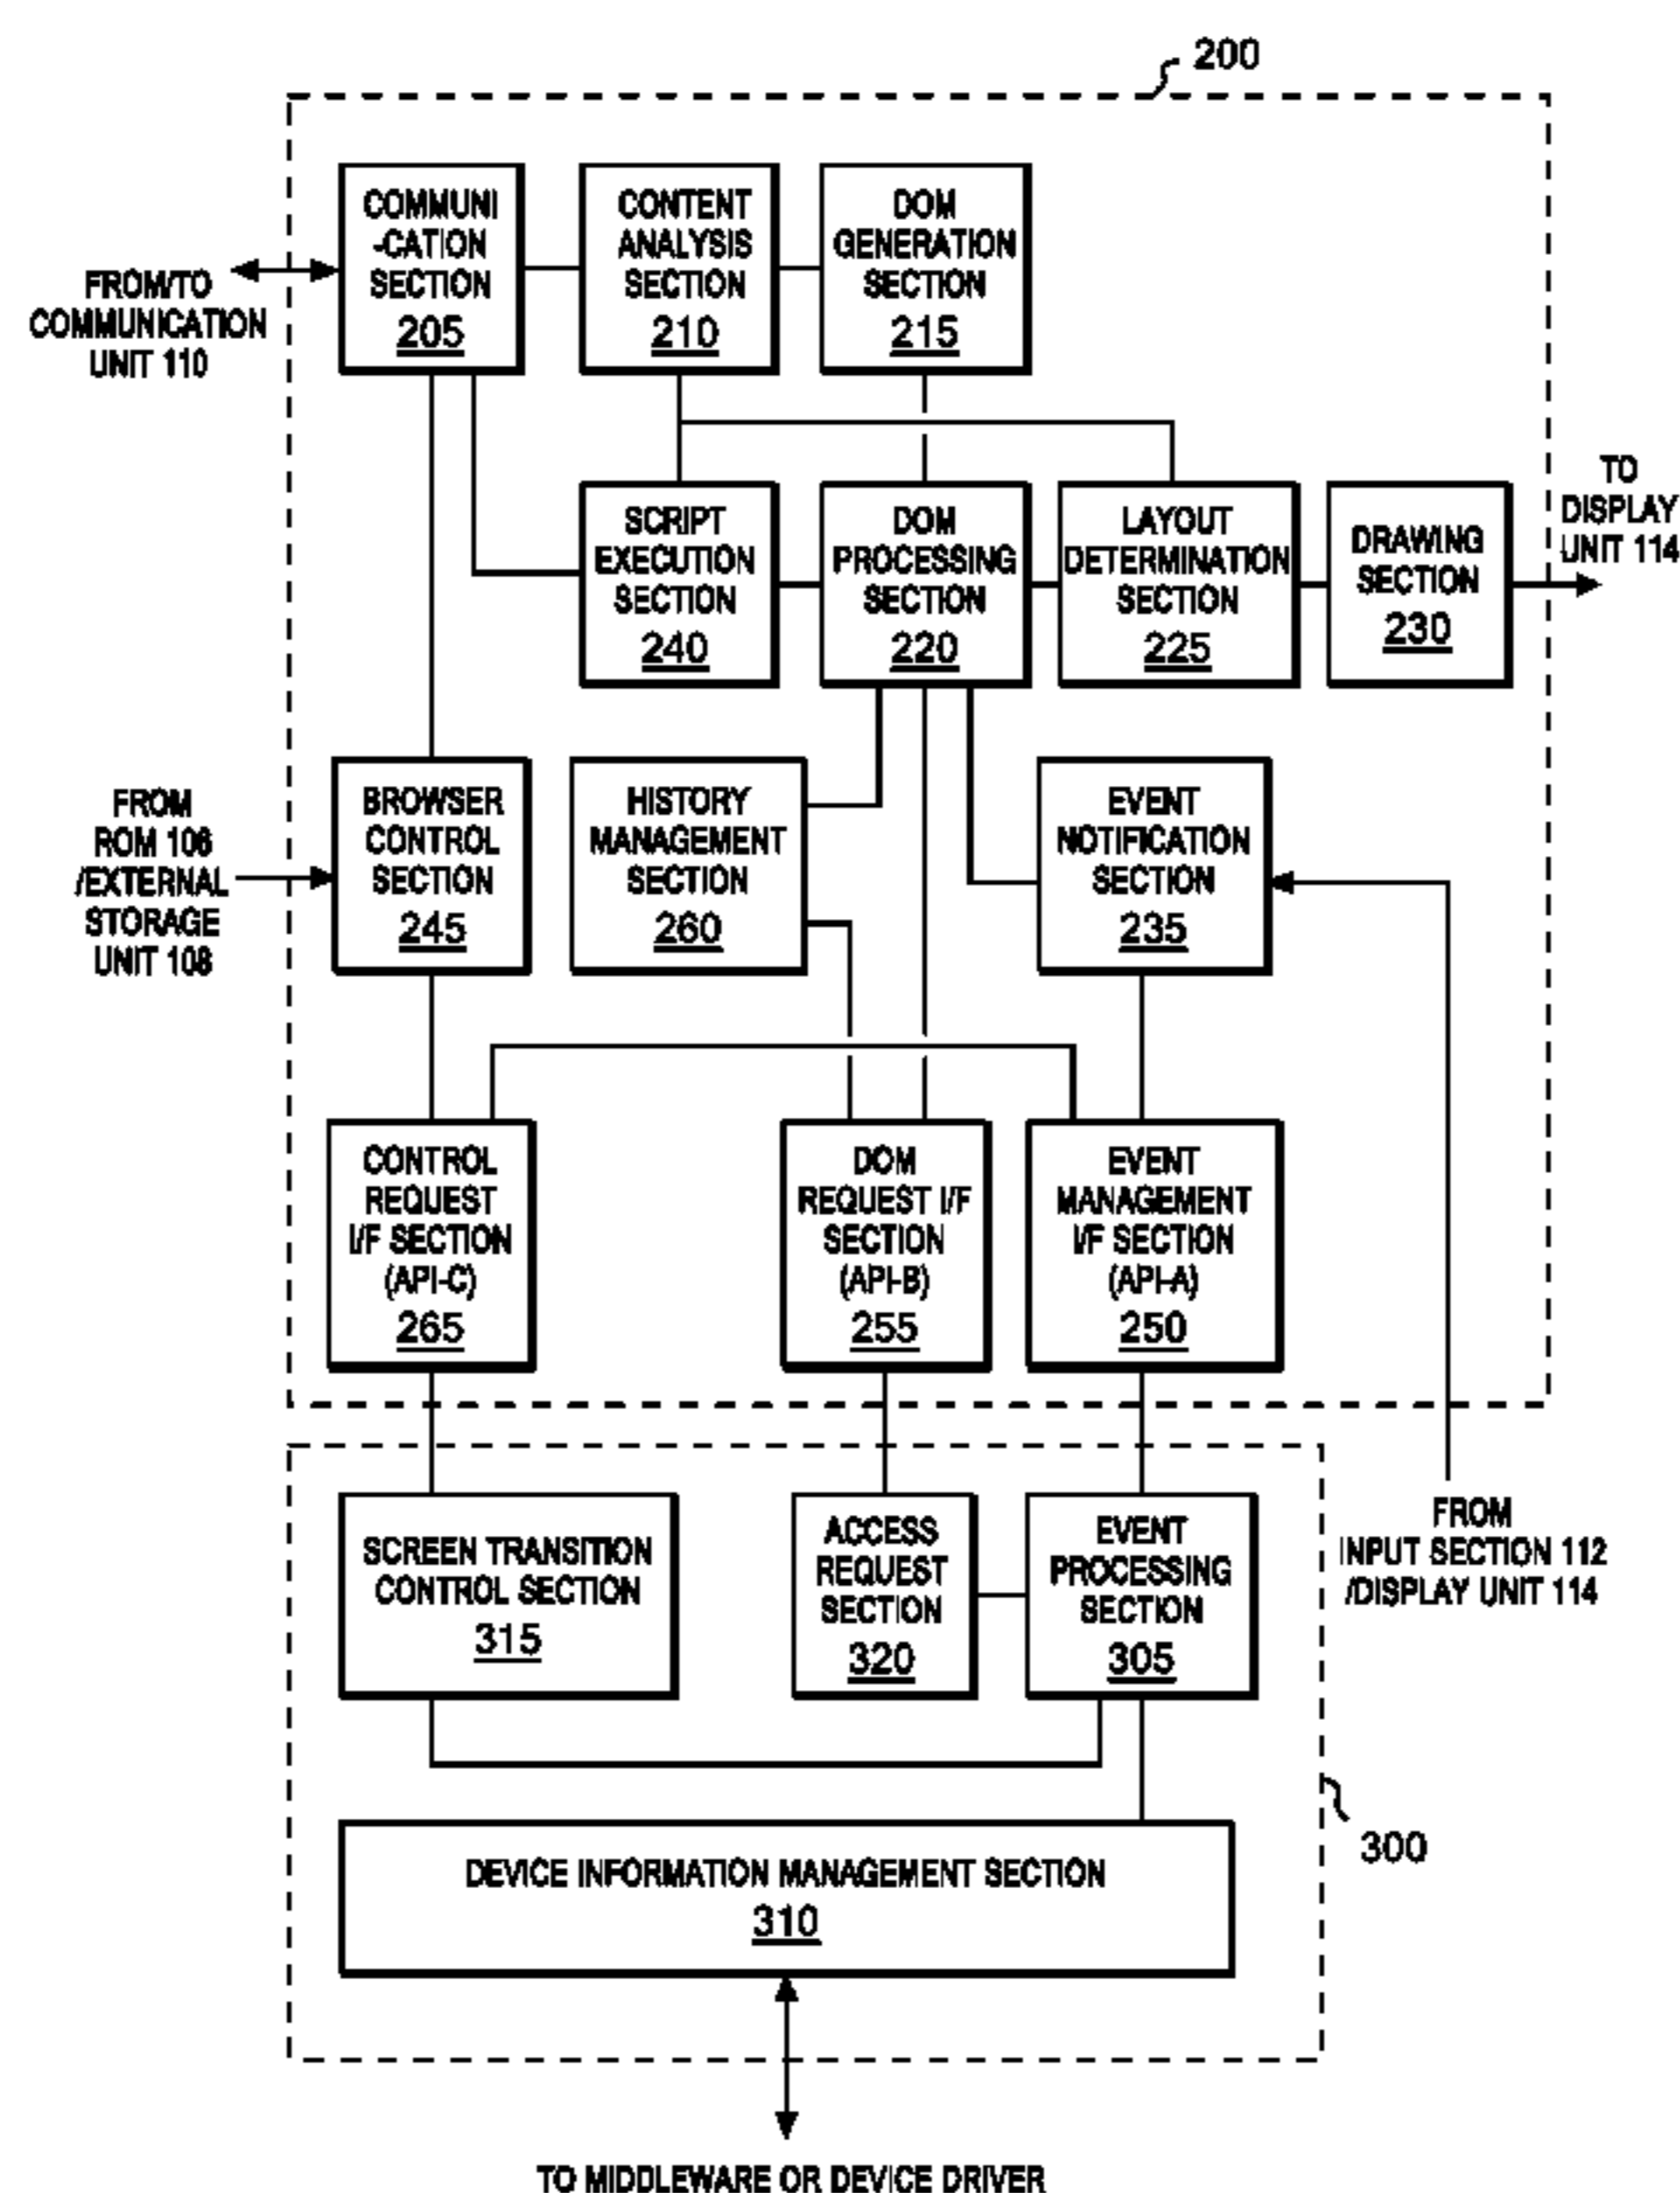 200
COMMUNI
-CATION
SECTION
205
CONTENT
ANALYSIS
SECTION
210
DOM
GENERATION
SECTION
215
FROM/TO
COMMUNICATION
UNIT 110
SCRIPT
EXECUTION
SECTION
240
DOM
PROCESSING
SECTION
220
LAYOUT
DETERMINATION
SECTION
225
DRAWING
SECTION
230
TO
DISPLAY
UNIT 114
FROM
ROM 106
/EXTERNAL
STORAGE
UNIT 108
BROWSER
CONTROL
SECTION
245
HISTORY
MANAGEMENT
SECTION
260
EVENT
NOTIFICATION
SECTION
235
CONTROL
REQUEST
I/F SECTION
(API-C)
265
DOM
REQUEST I/F
SECTION
(API-B)
255
EVENT
MANAGEMENT
I/F SECTION
(API-A)
250
SCREEN TRANSITION
CONTROL SECTION
315
ACCESS
REQUEST
SECTION
320
EVENT
PROCESSING
SECTION
305
FROM
INPUT SECTION 112
/DISPLAY UNIT 114
300
DEVICE INFORMATION MANAGEMENT SECTION
310
TO MIDDLEWARE OR DEVICE DRIVER